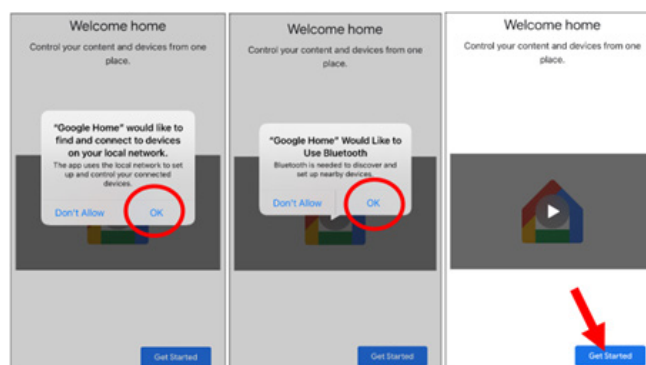 Welcome home
Control your content and devices from one
place.
"Google Home" would like to
find and connect to devices
on your local network.
The app uses the local network to set
up and control your connected
devices.
Don't Allow
OK
Get Started
Welcome home
Control your content and devices from one
place.
"Google Home" Would Like to
Use Bluetooth
Bluetooth is needed to discover and
set up nearby devices.
Don't Allow
OK
Get Started
Welcome home
Control your content and devices from one
place.
Get Started